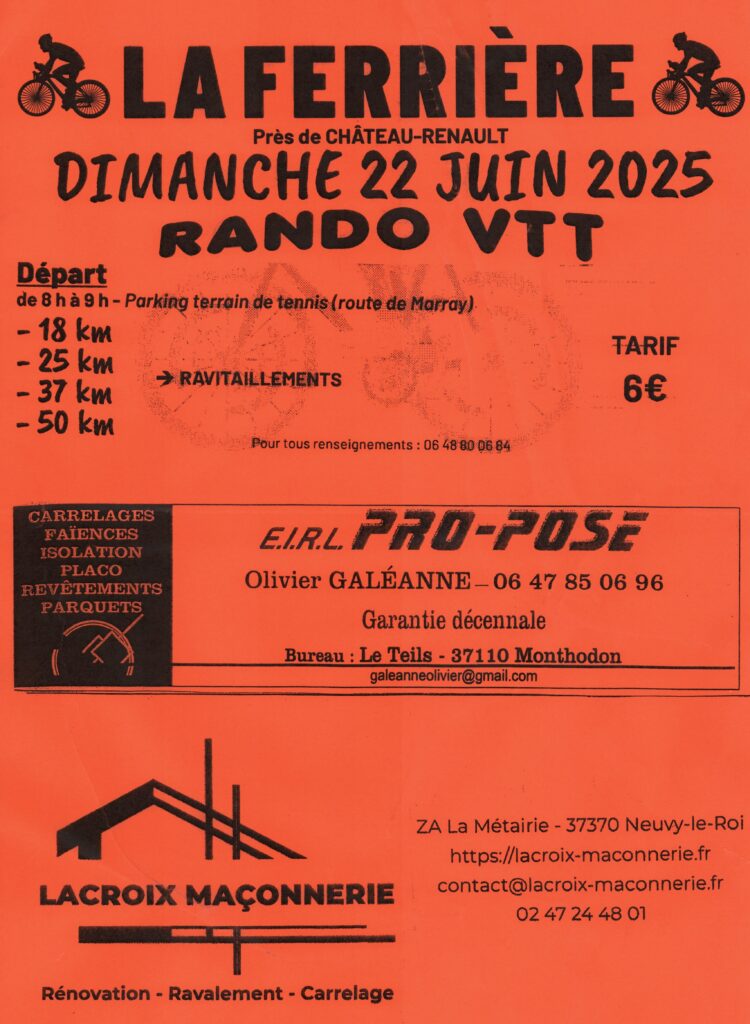 LA FERRIÈRE
Près de CHÂTEAU-RENAULT
DIMANCHE 22 JUIN 2025
RANDO VTT
Départ
de 8h à 9h - Parking terrain de tennis (route de Marray)
- 18 km
- 25 km
- 37 km
- 50 km
→ RAVITAILLEMENTS
TARIF
6€
Pour tous renseignements : 06 48 80 06 84
CARRELAGES
FAÏENCES
ISOLATION
PLACO
REVÊTEMENTS
PARQUETS
E.I.R.L. PRO-POSE
Olivier GALÉANNE – 06 47 85 06 96
Garantie décennale
Bureau : Le Teils - 37110 Monthodon
galeanneolivier@gmail.com
LACROIX MAÇONNERIE
Rénovation - Ravalement - Carrelage
ZA La Métairie - 37370 Neuvy-le-Roi
https://lacroix-maconnerie.fr
contact@lacroix-maconnerie.fr
02 47 24 48 01